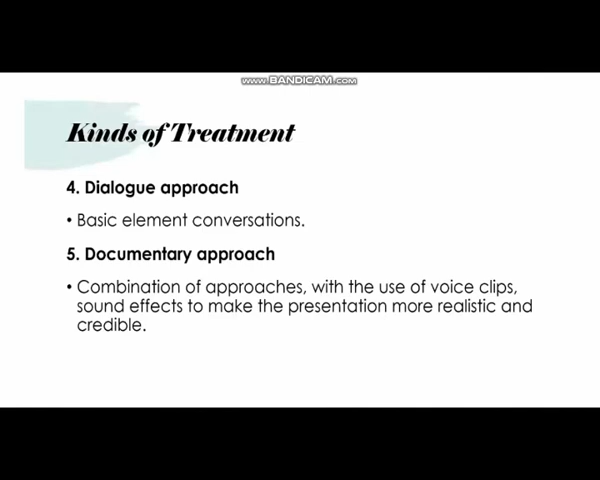 www.BANDICAM.com
Kinds of Treatment
4. Dialogue approach
• Basic element conversations.
5. Documentary approach
• Combination of approaches, with the use of voice clips,
sound effects to make the presentation more realistic and
credible.